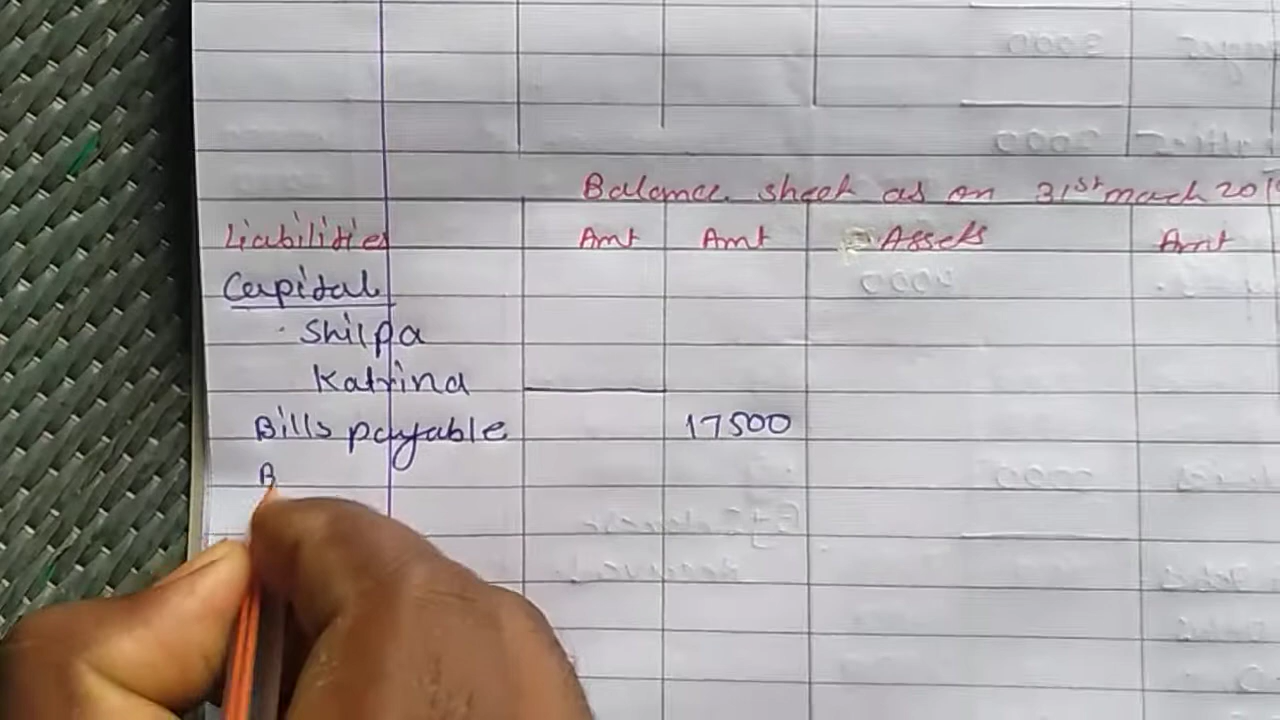 Balance sheet as on 31st march 201
Liabilities Amt Amt Assets Amt
Capital
Shilpa
Katrina
Bills payable 17500
B